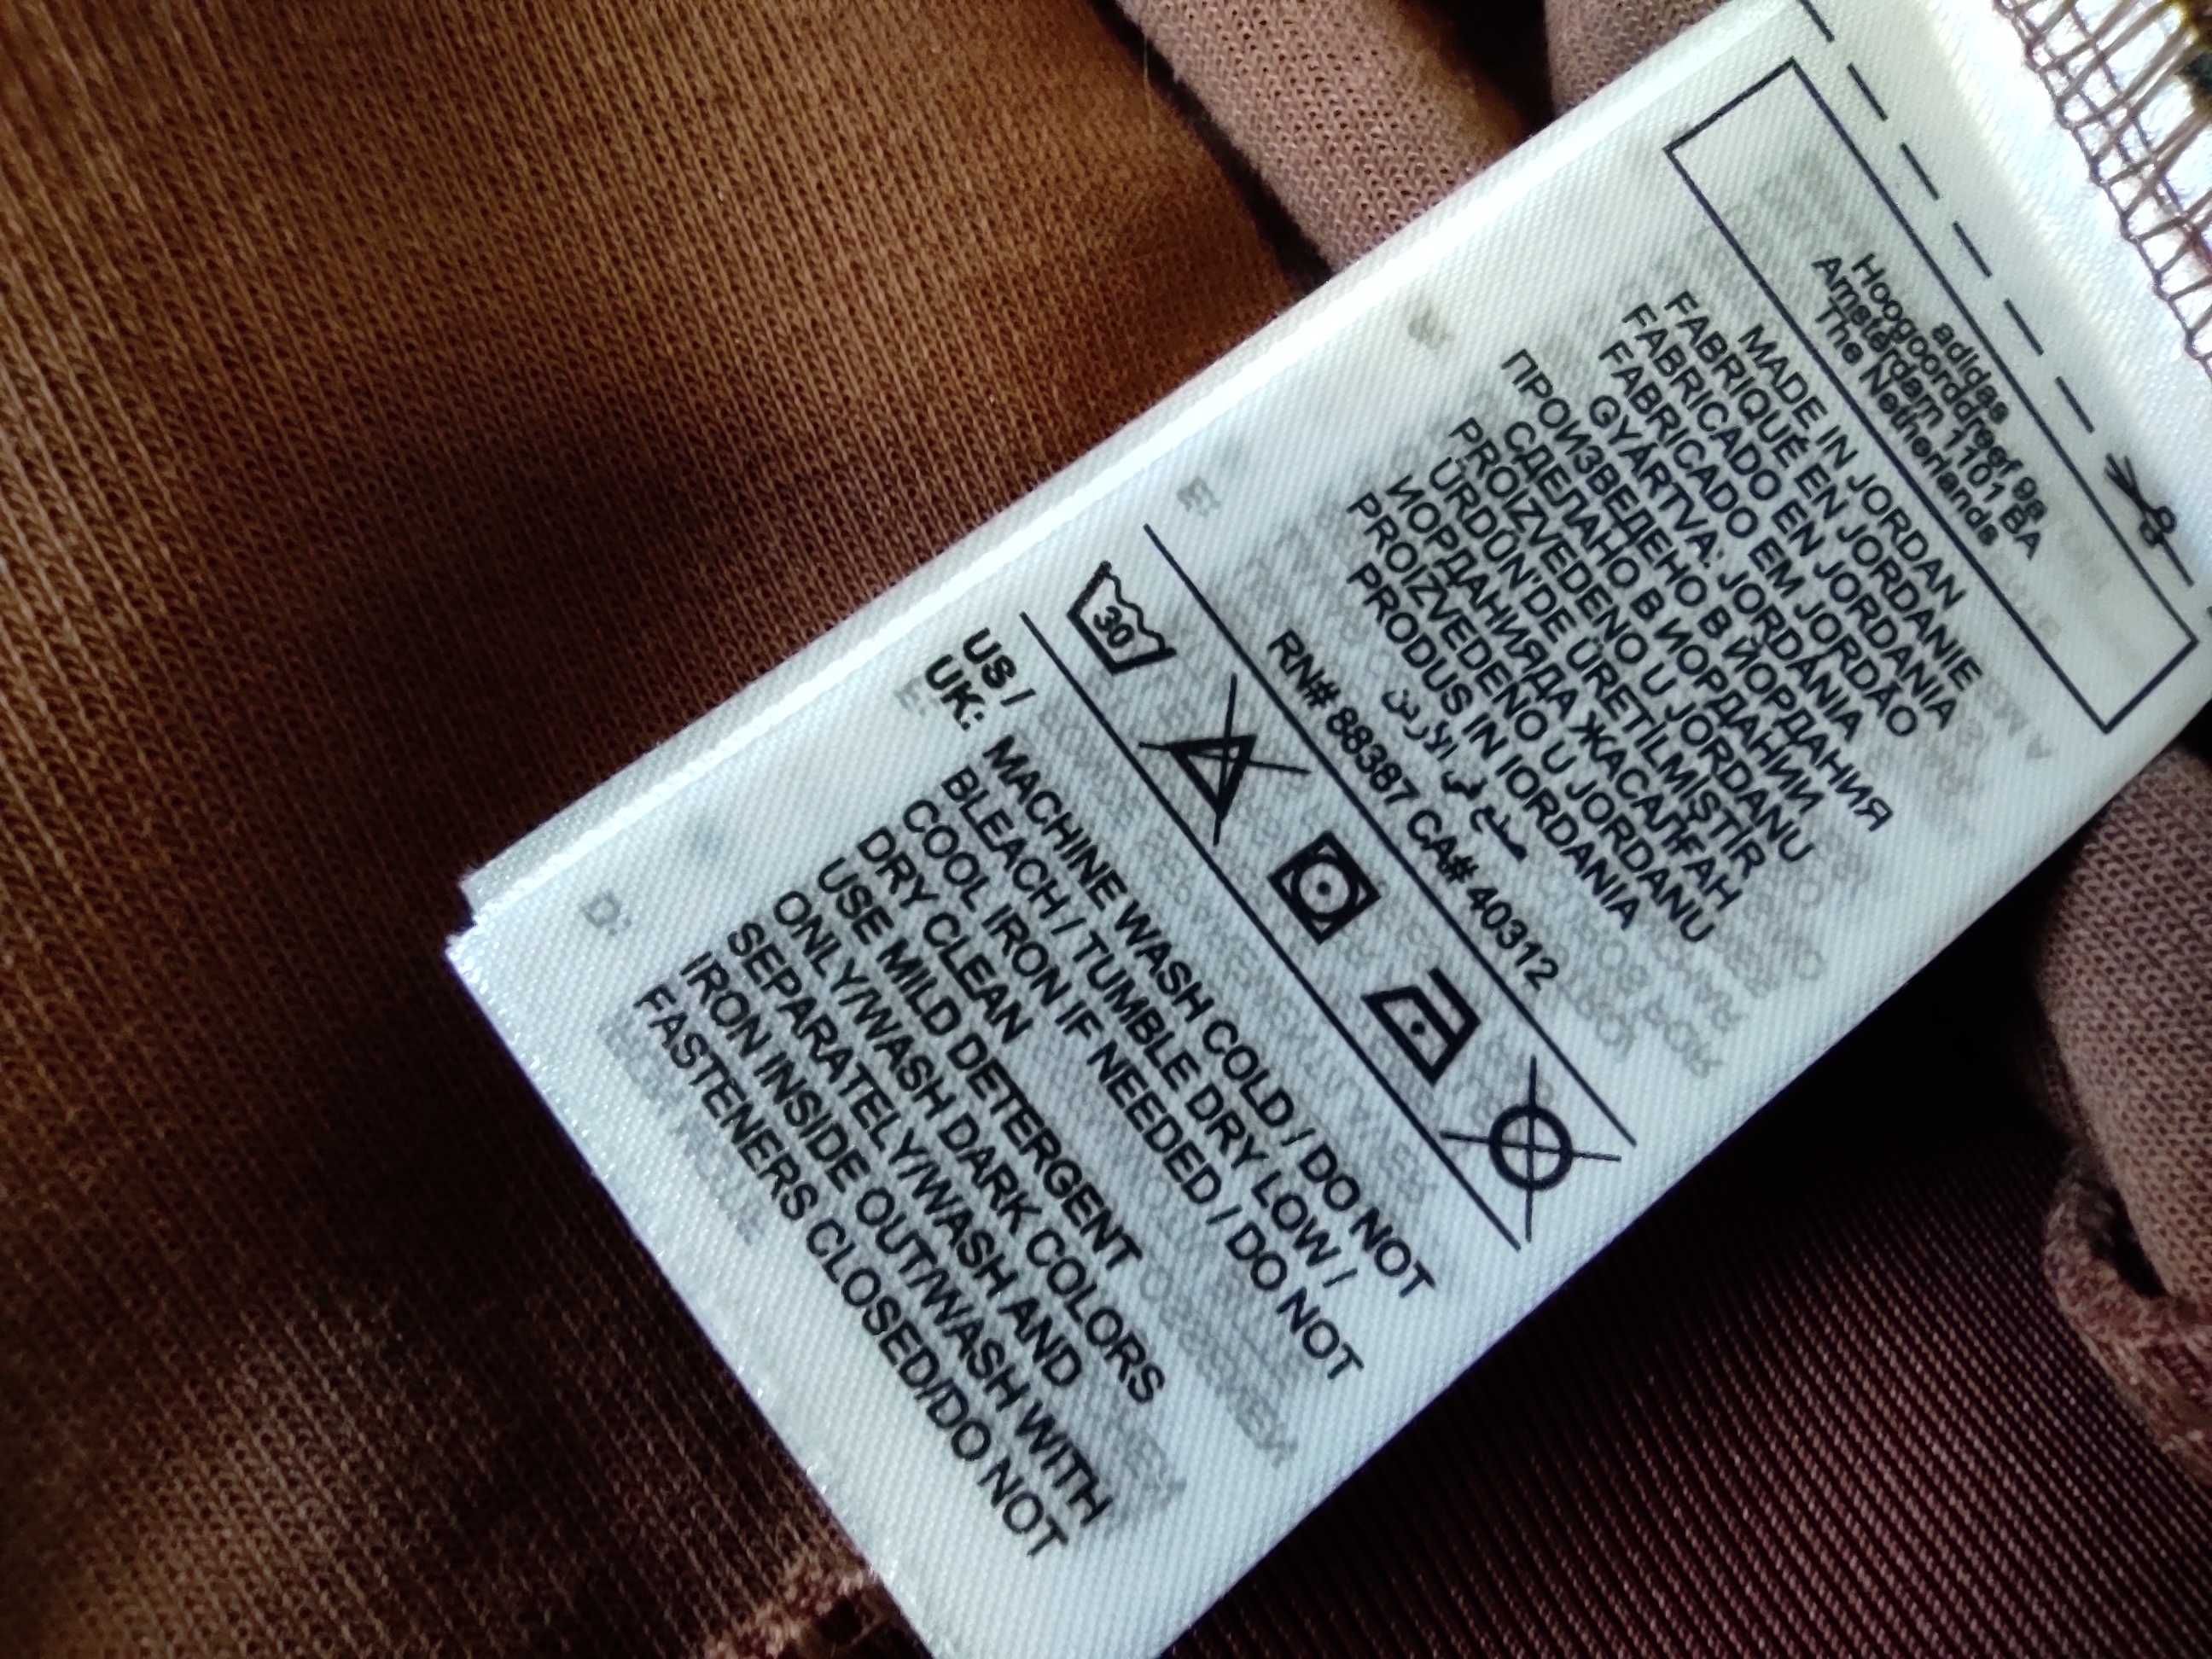 adidas
Hoogoorddreef 9a
Amsterdam 1101 BA
The Netherlands
MADE IN JORDAN
FABRIQUÉ EN JORDANIE
FABRICADO EN JORDANIA
FABRICADO EM JORDÃO
GYÁRTVA: JORDÁNIA
ПРОИЗВЕДЕНО В ЙОРДАНИЯ
СДЕЛАНО В ИОРДАНИИ
PROIZVEDENO U JORDANU
ÜRDÜN'DE ÜRETİLMİŞTİR
ИОРДАНИЯДА ЖАСАЛҒАН
PROIZVEDENO U JORDANU
صنع في الأردن
PRODUS IN IORDANIA
RN# 88387 CA# 40312
30
US /
UK: MACHINE WASH COLD / DO NOT
BLEACH / TUMBLE DRY LOW /
COOL IRON IF NEEDED / DO NOT
DRY CLEAN
USE MILD DETERGENT
ONLY/WASH DARK COLORS
SEPARATELY/WASH AND
IRON INSIDE OUT/WASH WITH
FASTENERS CLOSED/DO NOT
D: